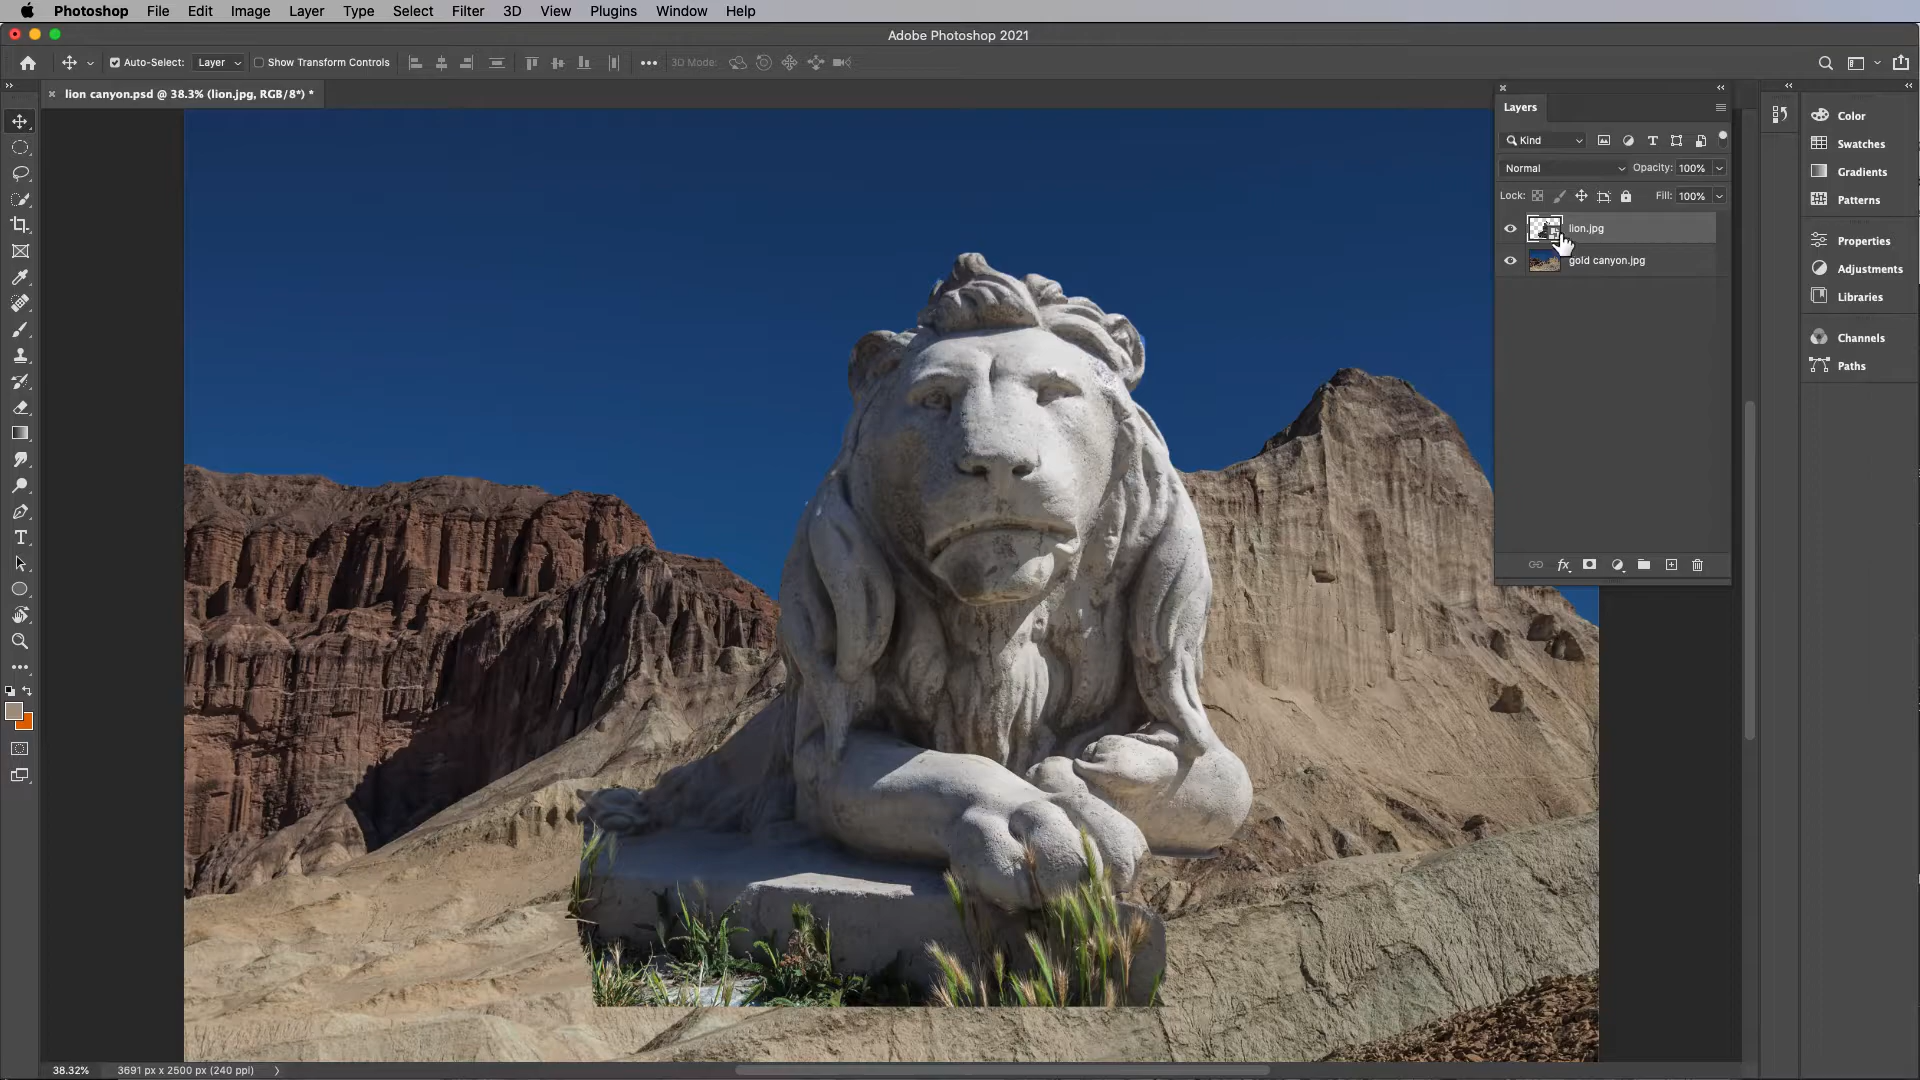 Photoshop File Edit Image Layer Type Select Filter 3D View Plugins Window Help
Adobe Photoshop 2021
Auto-Select: Layer Show Transform Controls 3D Mode:
lion canyon.psd @ 38.3% (lion.jpg, RGB/8*) *
Layers
Kind
Normal Opacity: 100%
Lock: Fill: 100%
lion.jpg
gold canyon.jpg
fx
Color
Swatches
Gradients
Patterns
Properties
Adjustments
Libraries
Channels
Paths
38.32% 3691 px x 2500 px (240 ppi)